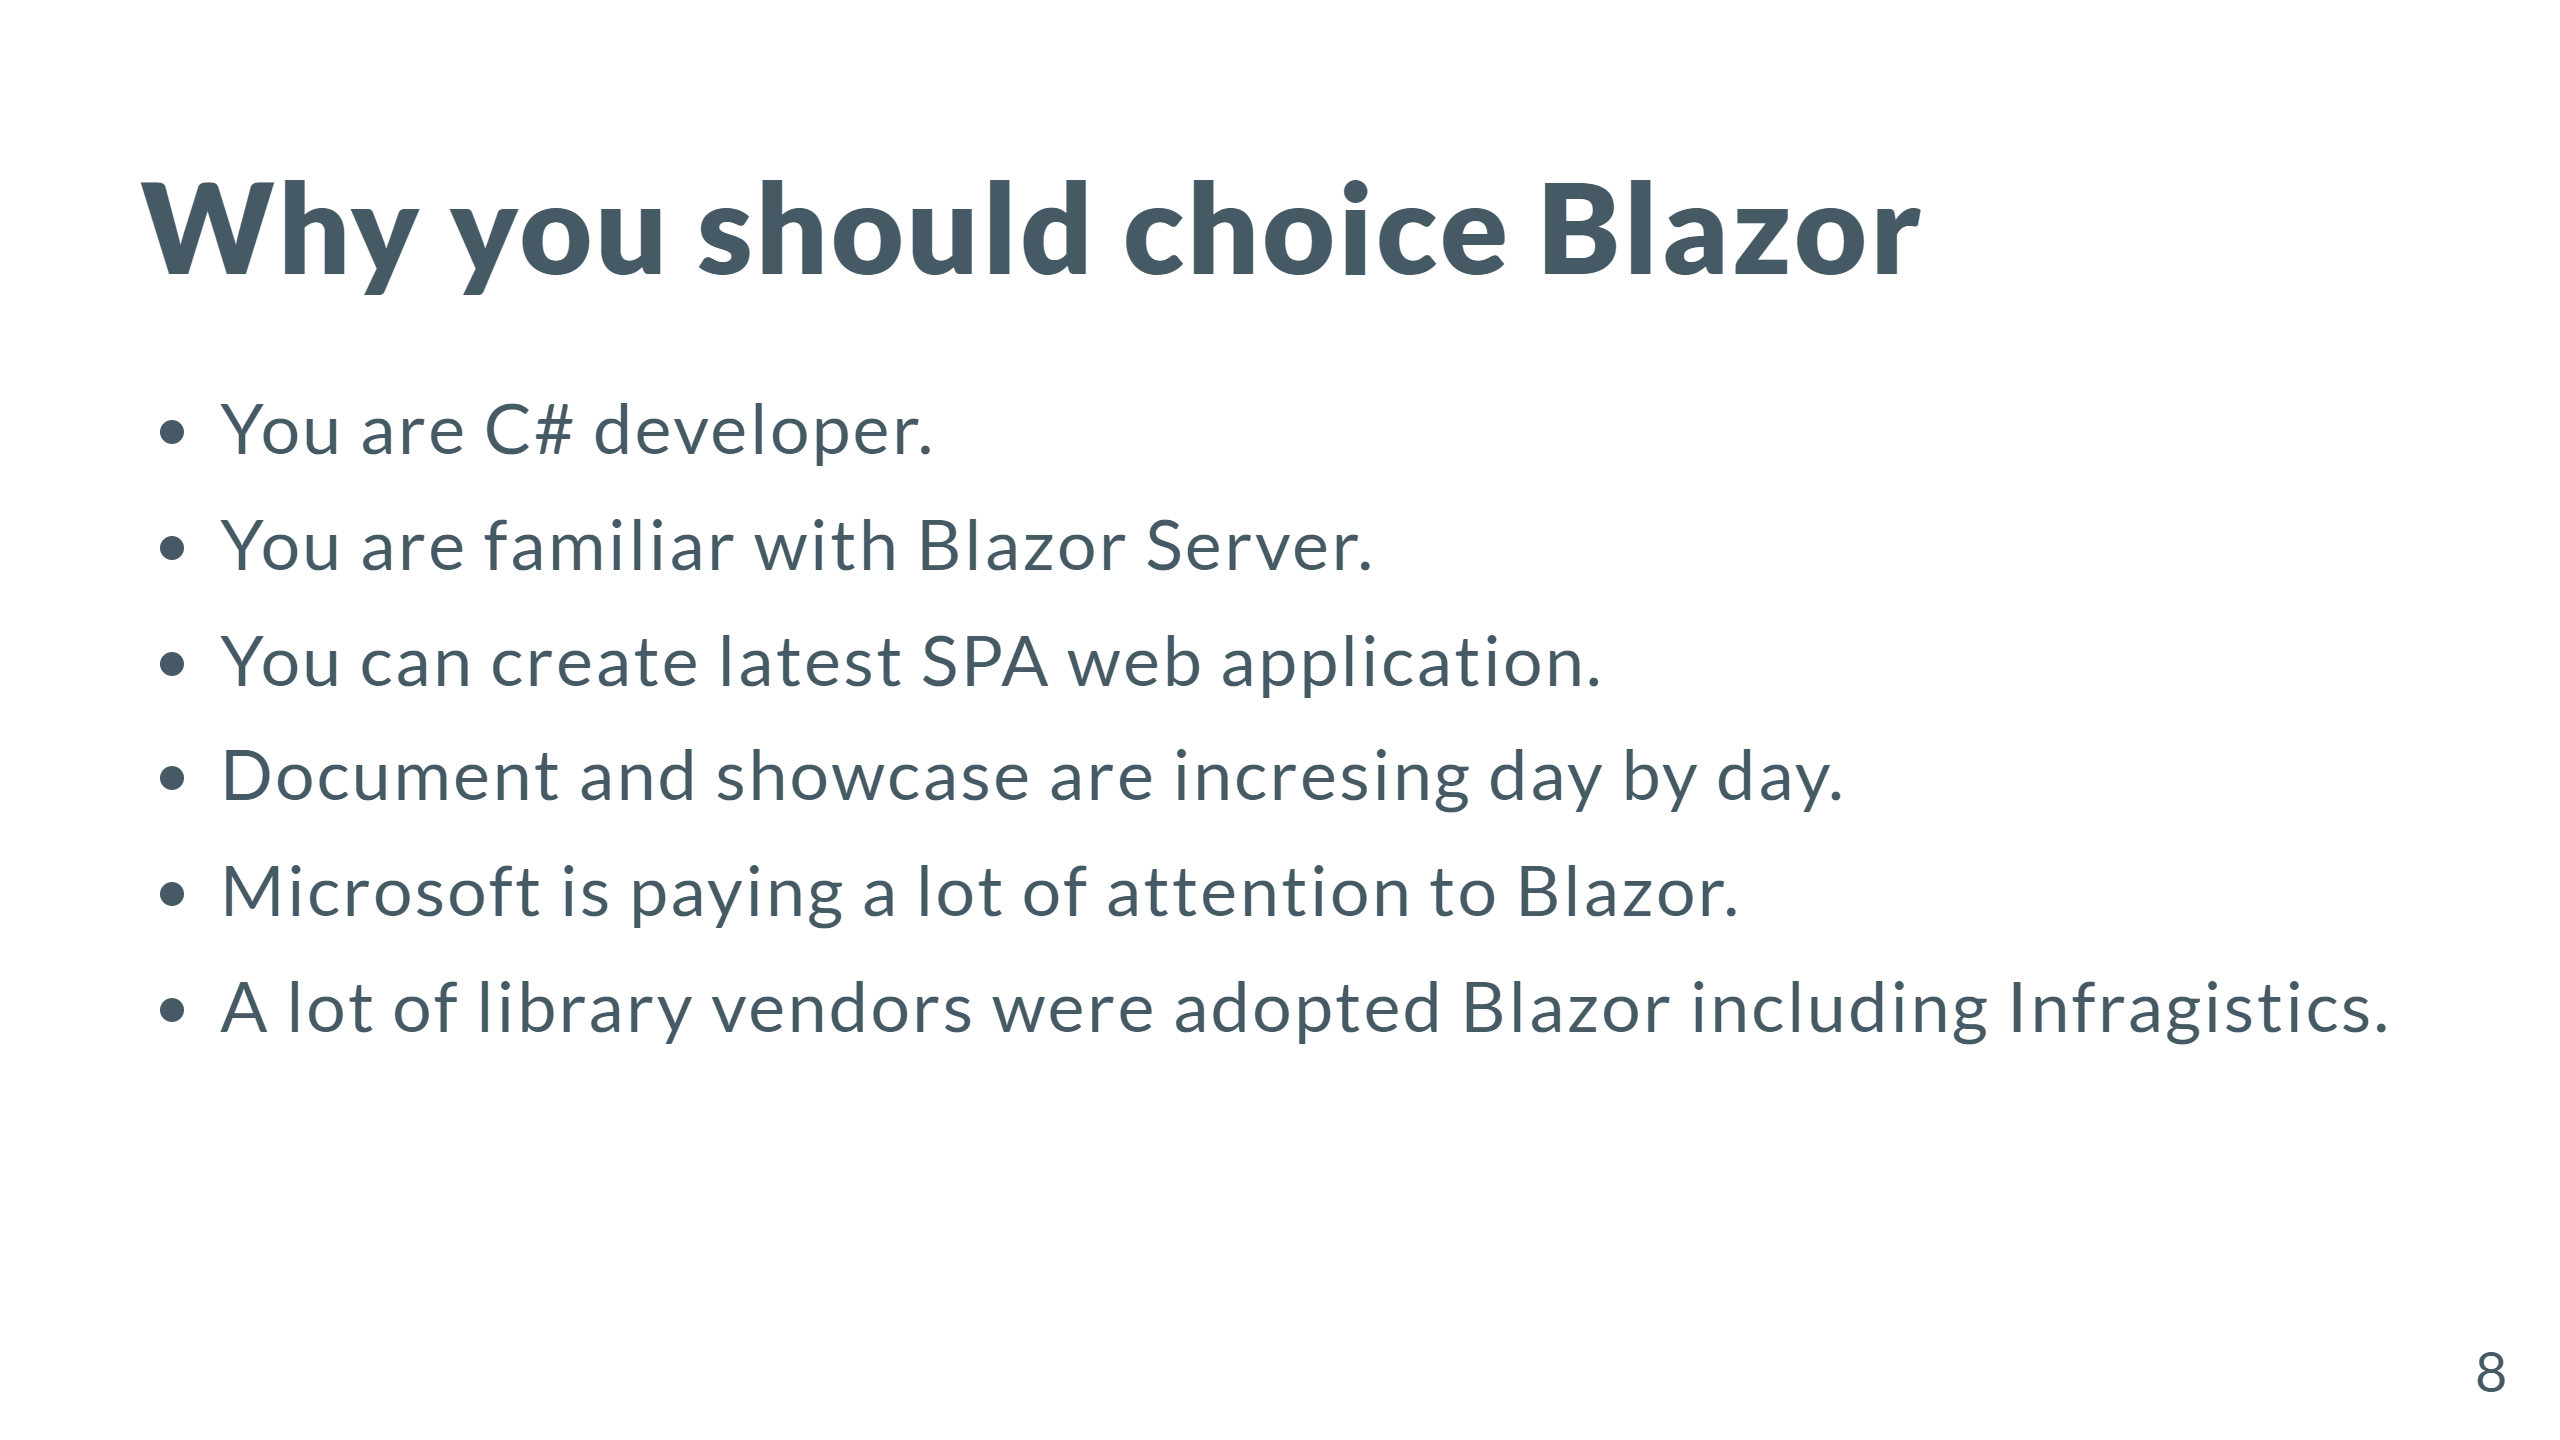 Why you should choice Blazor
• You are C# developer.
• You are familiar with Blazor Server.
• You can create latest SPA web application.
• Document and showcase are incresing day by day.
• Microsoft is paying a lot of attention to Blazor.
• A lot of library vendors were adopted Blazor including Infragistics.
8